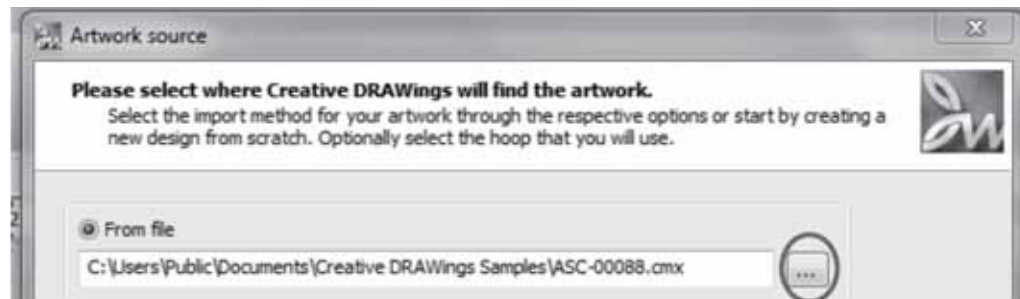 Artwork source
Please select where Creative DRAWings will find the artwork.
Select the import method for your artwork through the respective options or start by creating a
new design from scratch. Optionally select the hoop that you will use.
From file
C:\Users\Public\Documents\Creative DRAWings Samples\ASC-00088.cmx
...